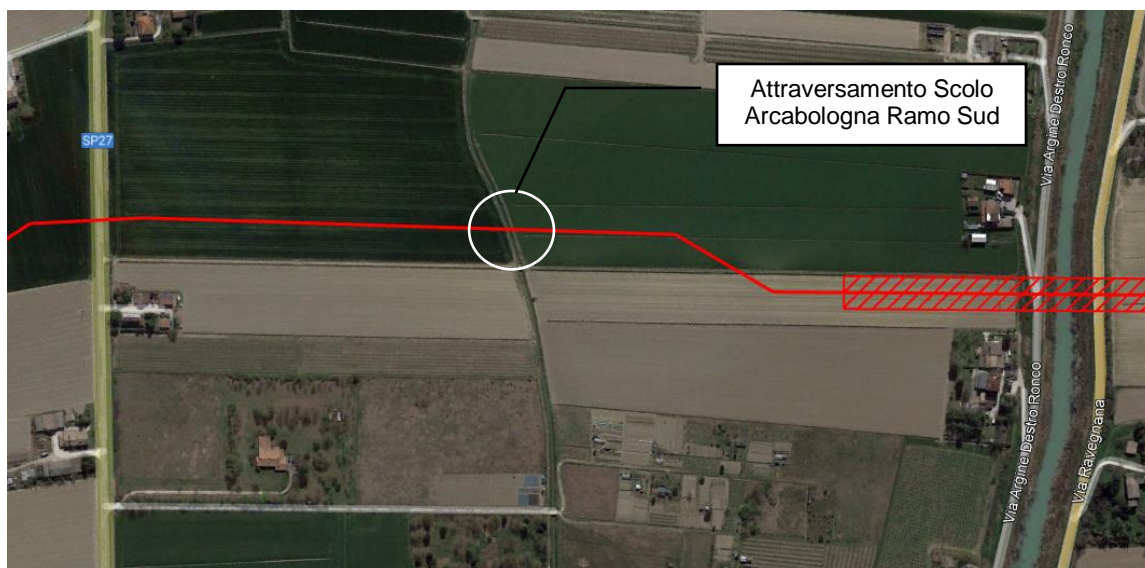 Attraversamento Scolo
Arcabologna Ramo Sud
SP27
Via Argine Destro Ronco
Via Argine Destro Ronco
Via Ravegnana